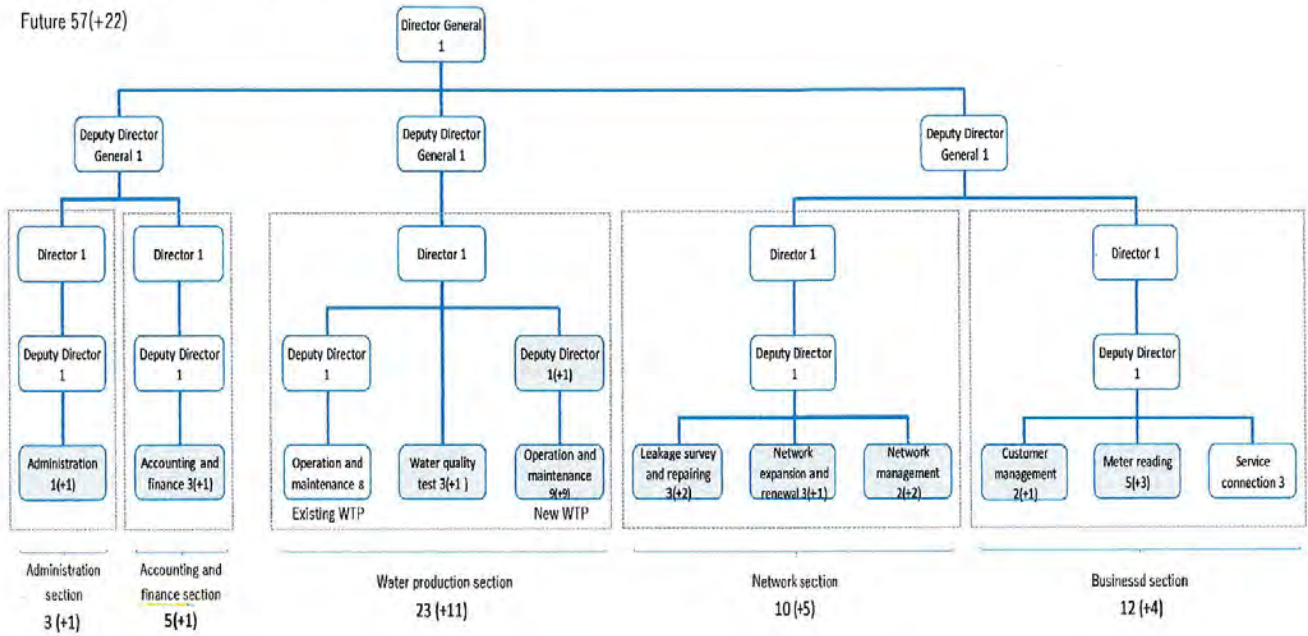 Future 57(+22)
Director General
1
Deputy Director
General 1
Deputy Director
General 1
Deputy Director
General 1
Director 1
Director 1
Director 1
Director 1
Director 1
Deputy Director
1
Deputy Director
1
Deputy Director
1
Deputy Director
1(+1)
Deputy Director
1
Deputy Director
1
Administration
1(+1)
Accounting and
finance 3(+1)
Operation and
maintenance 8
Water quality
test 3(+1 )
Operation and
maintenance
9(+9)
Leakage survey
and repairing
3(+2)
Network
expansion and
renewal 3(+1)
Network
management
2(+2)
Customer
management
2(+1)
Meter reading
5(+3)
Service
connection 3
Existing WTP
New WTP
Administration
section
3 (+1)
Accounting and
finance section
5(+1)
Water production section
23 (+11)
Network section
10 (+5)
Businessd section
12 (+4)